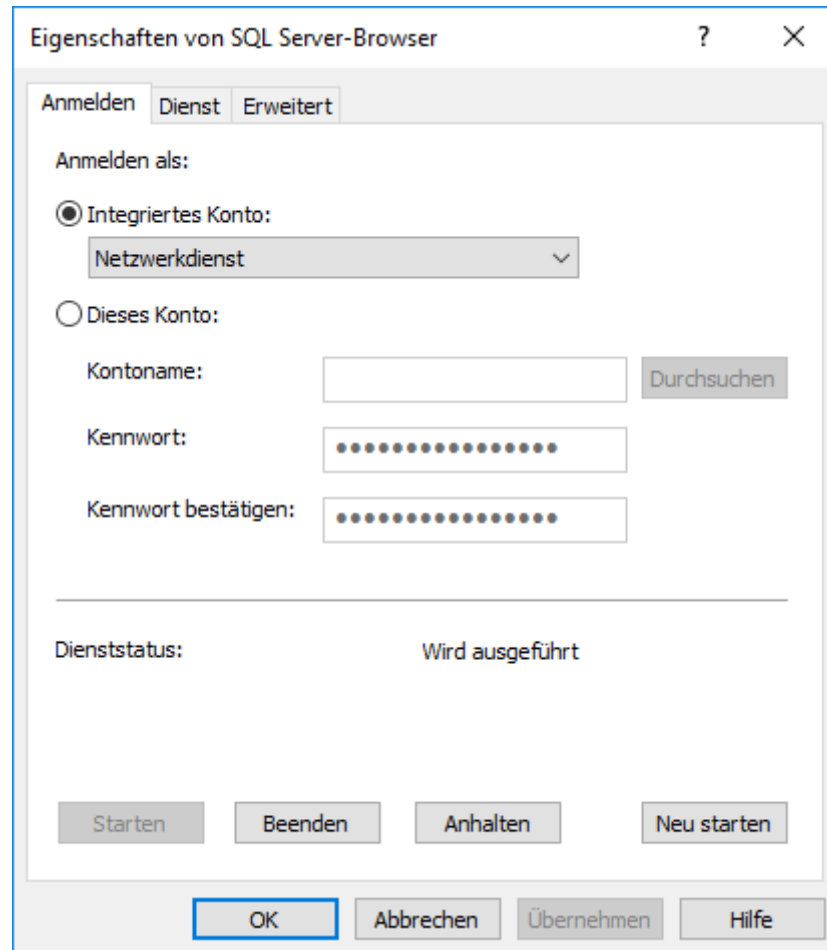 Eigenschaften von SQL Server-Browser ?
Anmelden Dienst Erweitert
Anmelden als:
Integriertes Konto:
Netzwerkdienst
Dieses Konto:
Kontoname: Durchsuchen
Kennwort: ●●●●●●●●●●●●●●●●
Kennwort bestätigen: ●●●●●●●●●●●●●●●●
Dienststatus: Wird ausgeführt
Starten Beenden Anhalten Neu starten
OK Abbrechen Übernehmen Hilfe